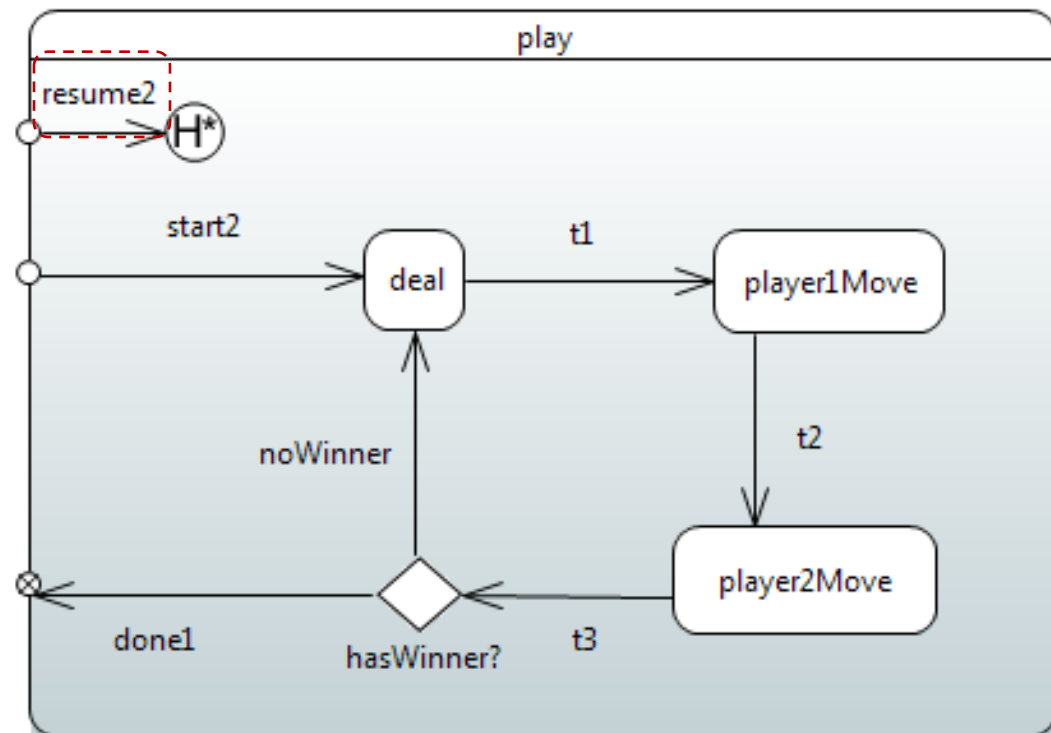 play
resume2
H*
start2
t1
deal
player1Move
noWinner
t2
player2Move
done1
hasWinner?
t3